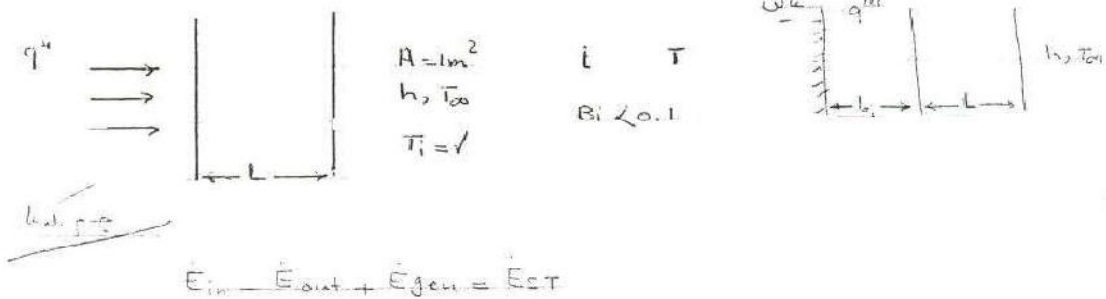 q"
A = 1m²
h, T∞
Ti = √
L
t T
Bi < 0.1
q'''
h, T∞
L
Ein - Eout + Egen = EST